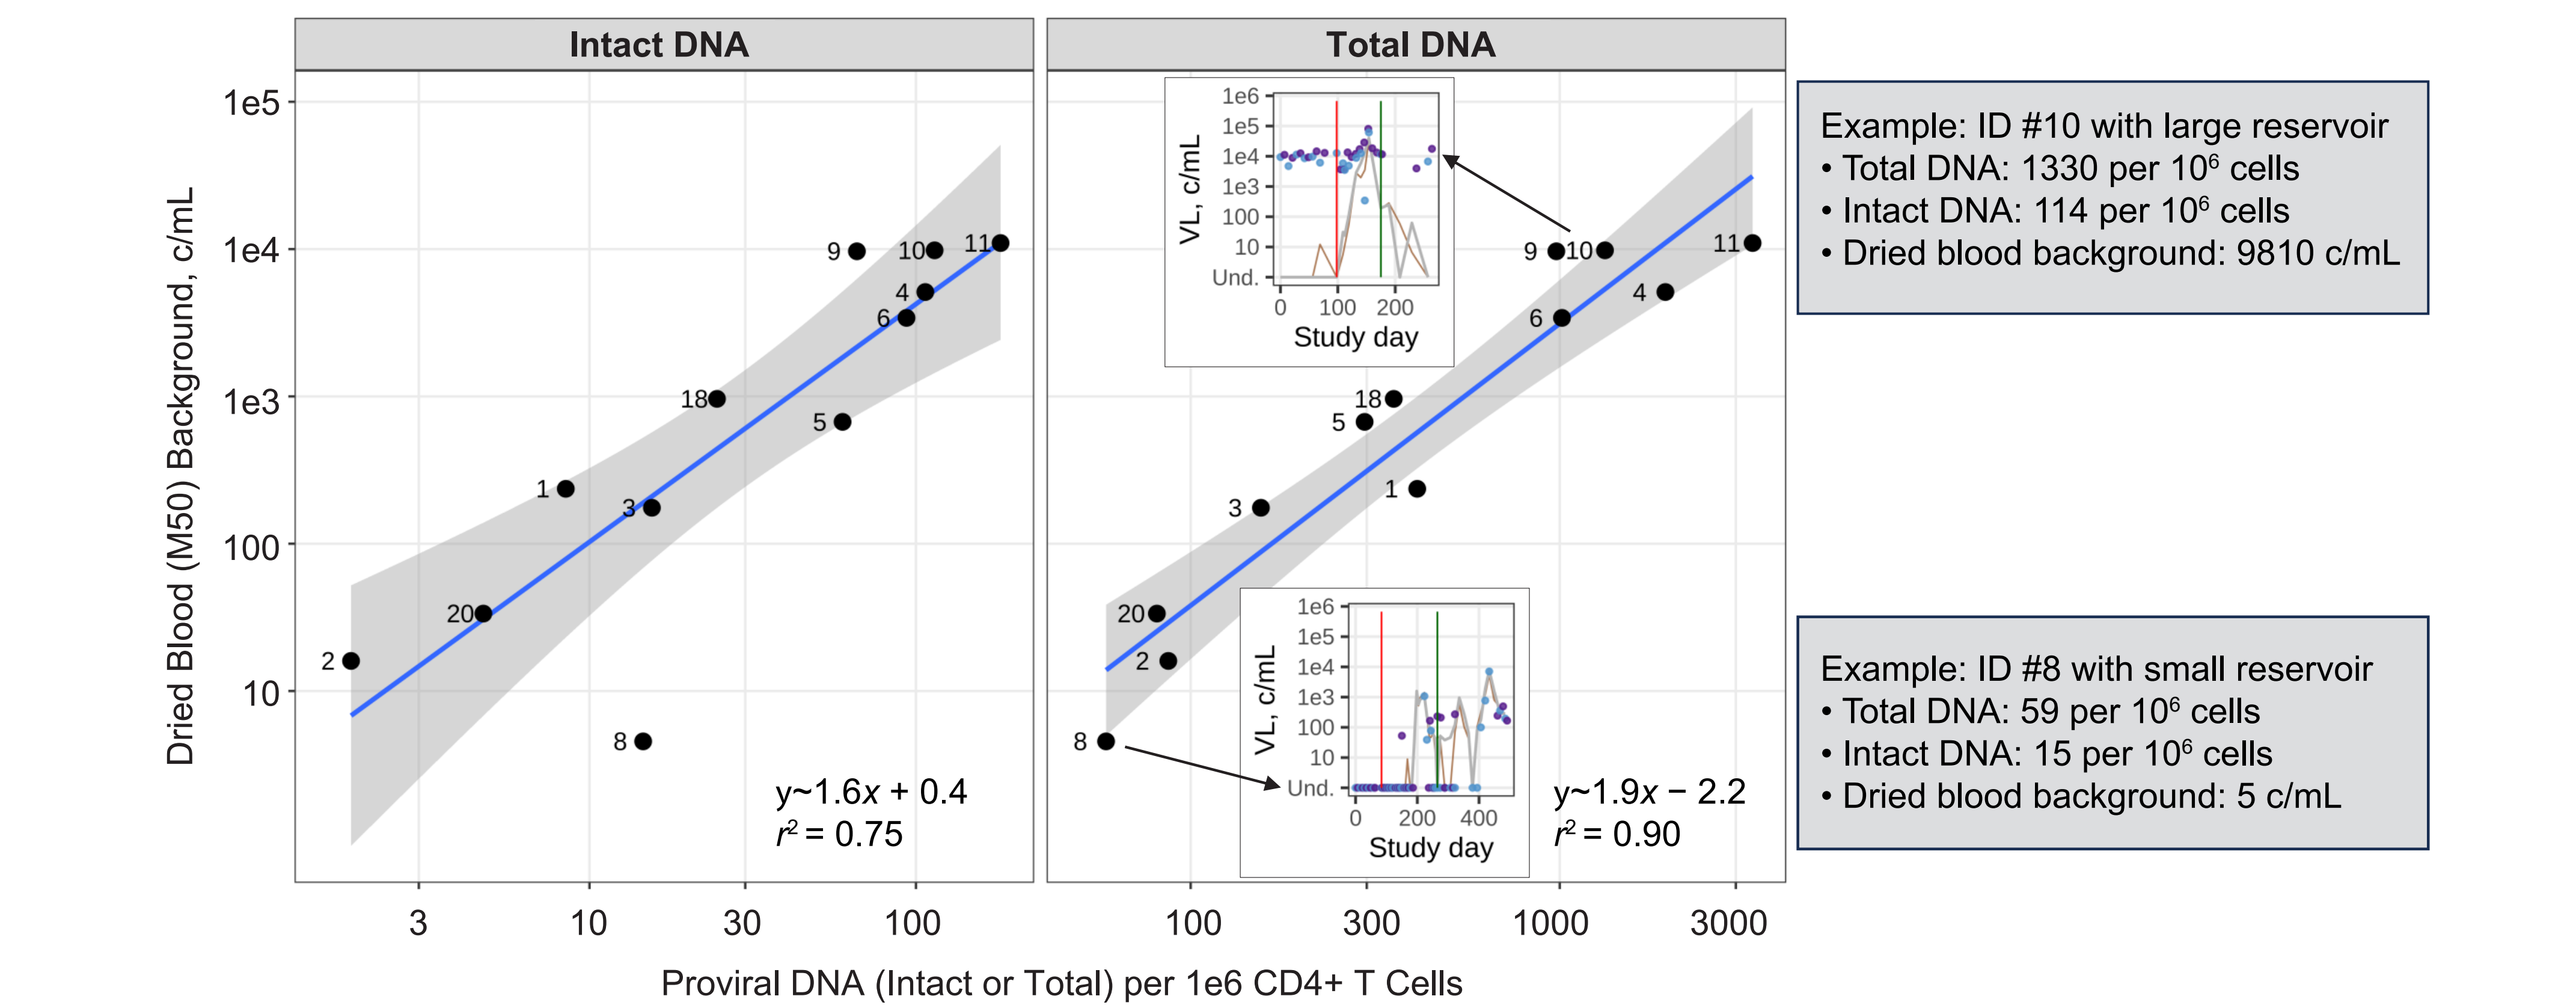 Intact DNA
Total DNA
Dried Blood (M50) Background, c/mL
1e5
1e4
1e3
100
10
9
10
11
4
6
18
5
1
3
20
2
8
y~1.6x + 0.4
r² = 0.75
3
10
30
100
VL, c/mL
1e6
1e5
1e4
1e3
100
10
Und.
0
100
200
Study day
9
10
11
4
6
18
5
1
3
20
2
8
VL, c/mL
1e6
1e5
1e4
1e3
100
10
Und.
0
200
400
Study day
y~1.9x − 2.2
r² = 0.90
100
300
1000
3000
Proviral DNA (Intact or Total) per 1e6 CD4+ T Cells
Example: ID #10 with large reservoir
• Total DNA: 1330 per 10⁶ cells
• Intact DNA: 114 per 10⁶ cells
• Dried blood background: 9810 c/mL
Example: ID #8 with small reservoir
• Total DNA: 59 per 10⁶ cells
• Intact DNA: 15 per 10⁶ cells
• Dried blood background: 5 c/mL